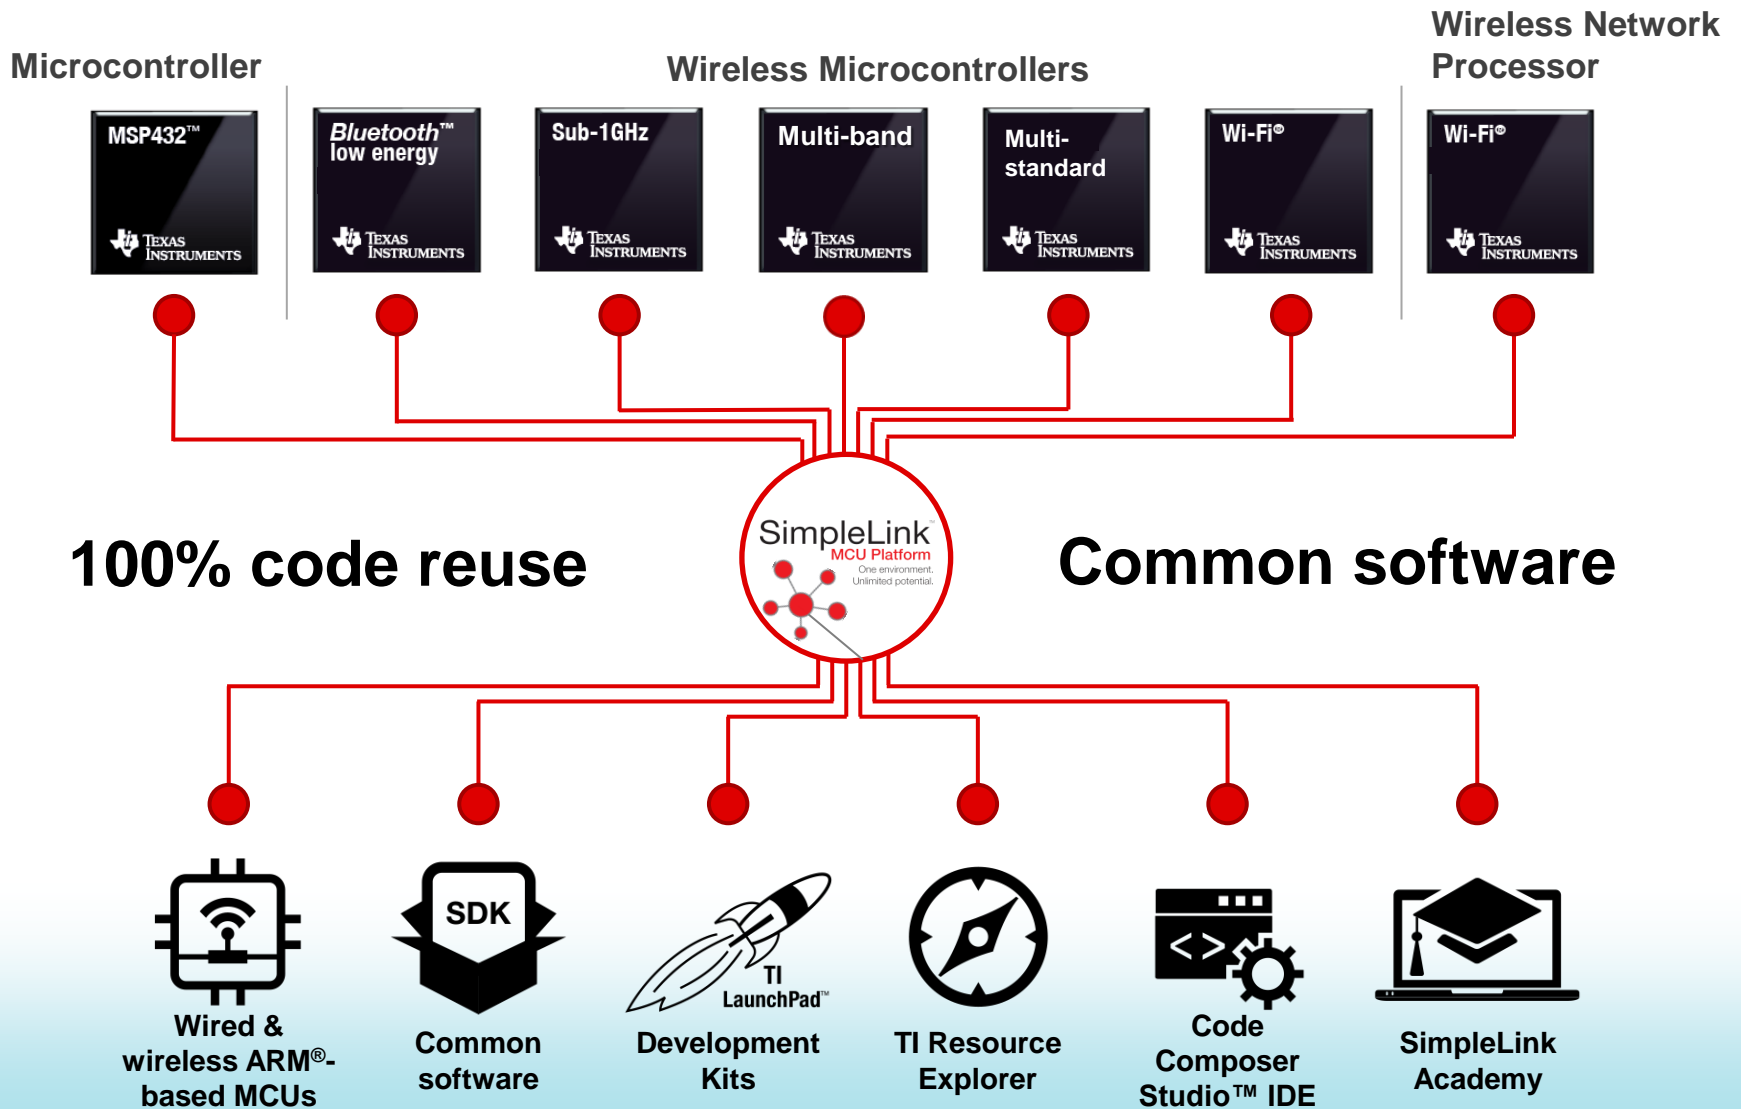 Microcontroller
Wireless Microcontrollers
Wireless Network
Processor
MSP432™
TEXAS
INSTRUMENTS
Bluetooth™
low energy
TEXAS
INSTRUMENTS
Sub-1GHz
TEXAS
INSTRUMENTS
Multi-band
TEXAS
INSTRUMENTS
Multi-
standard
TEXAS
INSTRUMENTS
Wi-Fi®
TEXAS
INSTRUMENTS
Wi-Fi®
TEXAS
INSTRUMENTS
100% code reuse
SimpleLink™
MCU Platform
One environment.
Unlimited potential.
Common software
SDK
TI
LaunchPad™
Wired &
wireless ARM®-
based MCUs
Common
software
Development
Kits
TI Resource
Explorer
Code
Composer
Studio™ IDE
SimpleLink
Academy